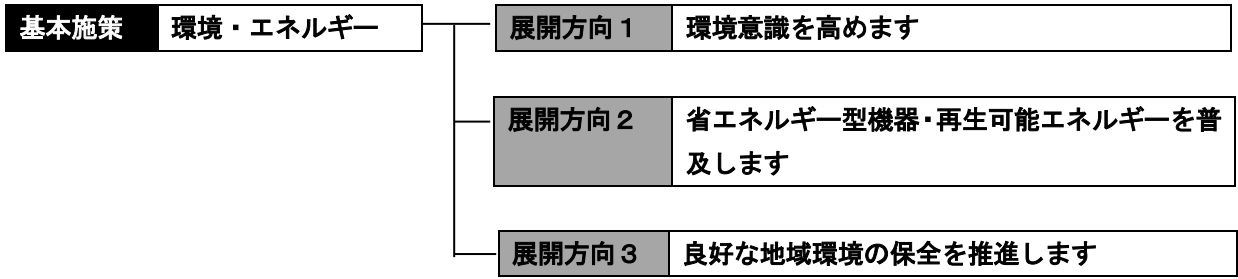 基本施策 環境・エネルギー
展開方向１ 環境意識を高めます
展開方向２ 省エネルギー型機器・再生可能エネルギーを普
及します
展開方向３ 良好な地域環境の保全を推進します